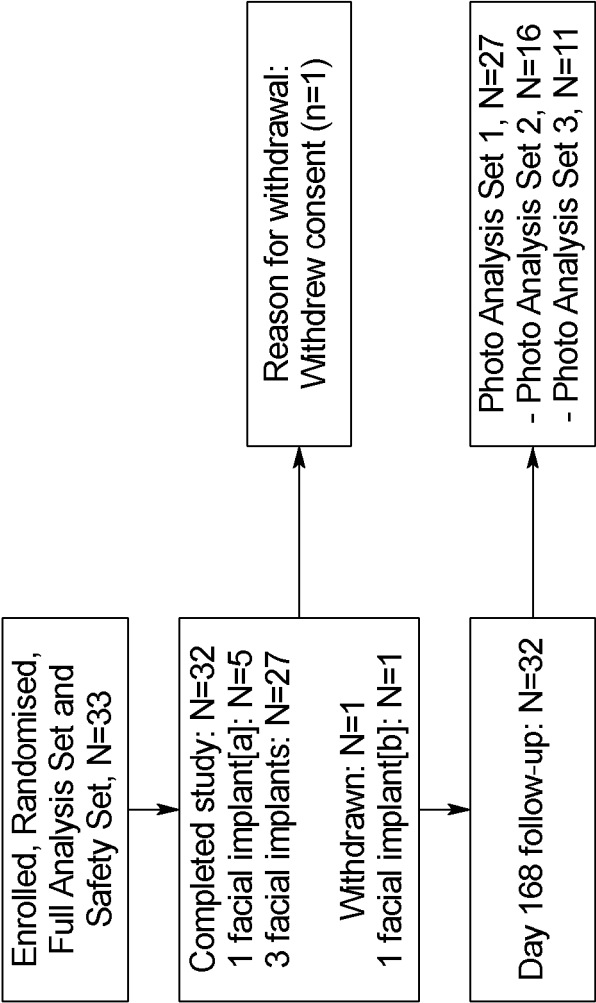 Enrolled, Randomised,
Full Analysis Set and
Safety Set, N=33
Completed study: N=32
1 facial implant[a]: N=5
3 facial implants: N=27
Withdrawn: N=1
1 facial implant[b]: N=1
Reason for withdrawal:
Withdrew consent (n=1)
Day 168 follow-up: N=32
Photo Analysis Set 1, N=27
- Photo Analysis Set 2, N=16
- Photo Analysis Set 3, N=11